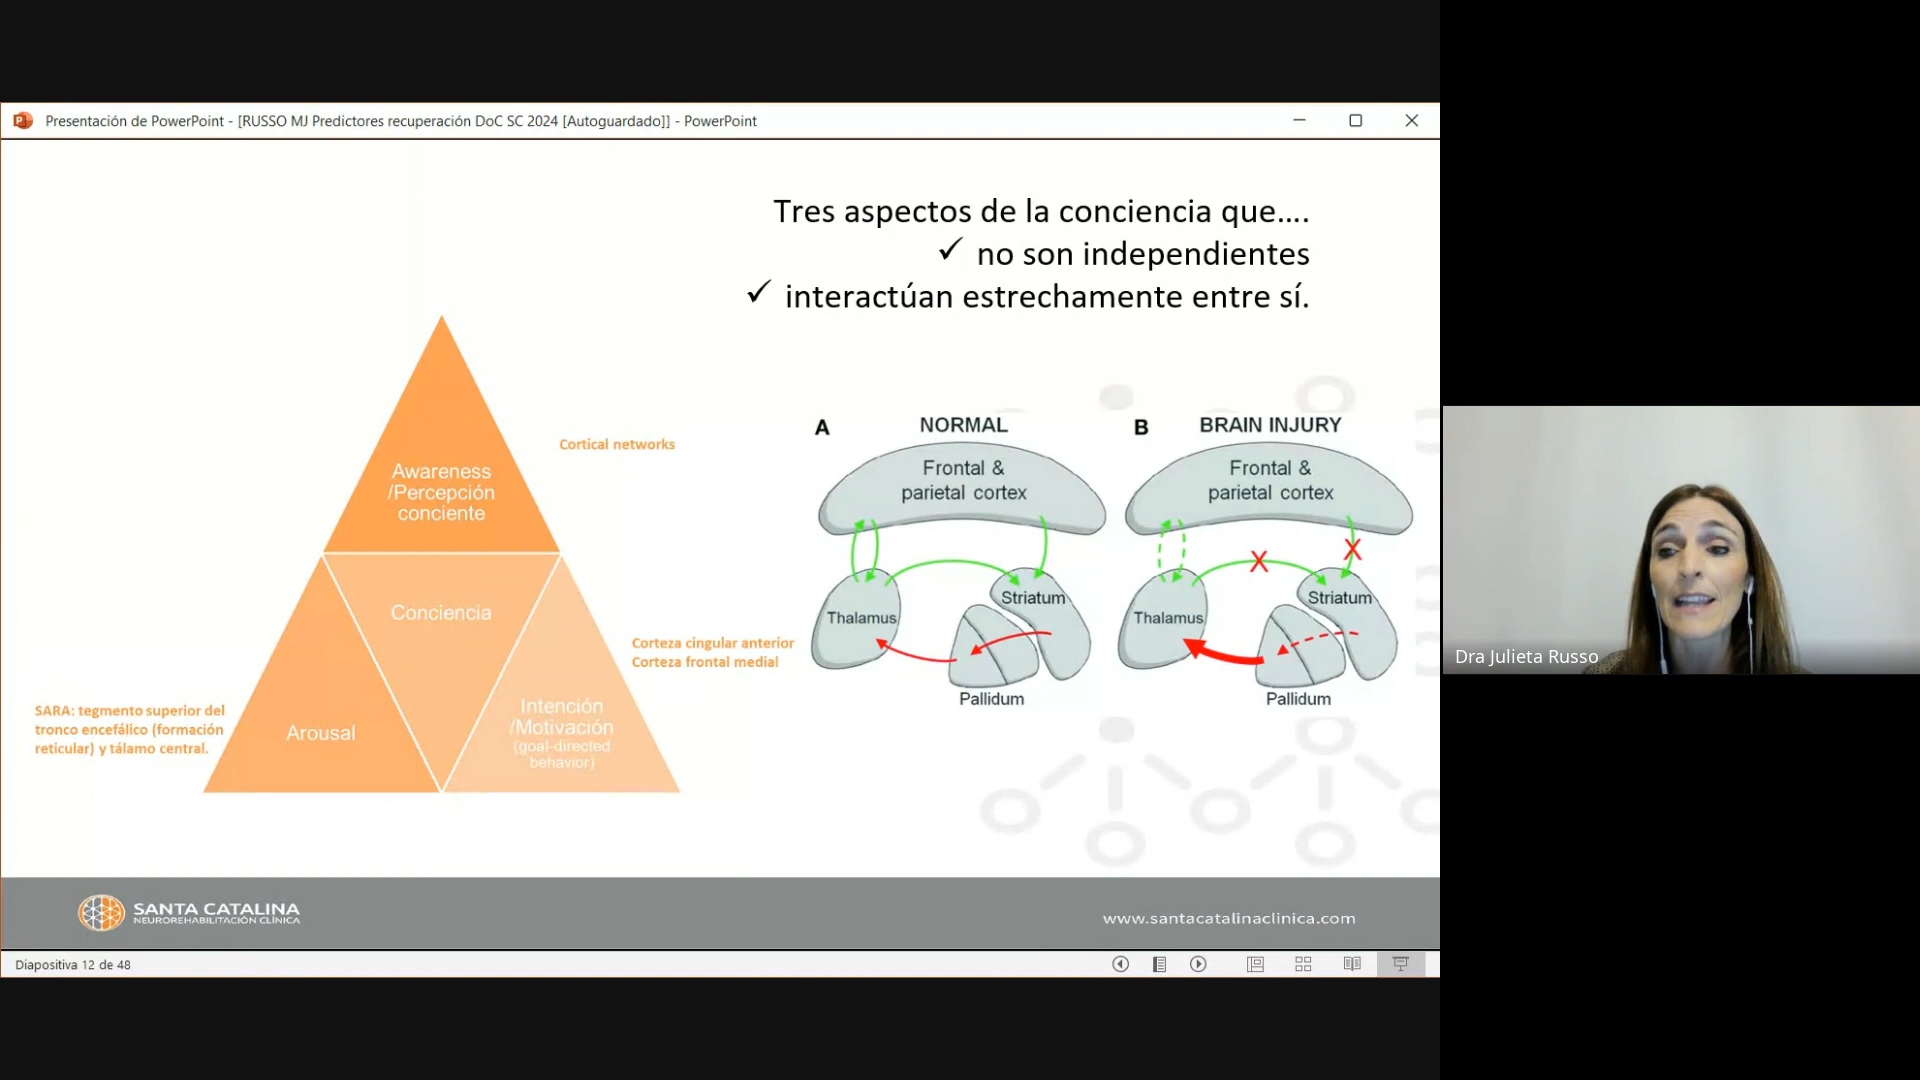 Presentación de PowerPoint - [RUSSO MJ Predictores recuperación DoC SC 2024 [Autoguardado]] - PowerPoint
Tres aspectos de la conciencia que....
✓ no son independientes
✓ interactúan estrechamente entre sí.
Cortical networks
Awareness
/Percepción
conciente
Conciencia
Corteza cingular anterior
Corteza frontal medial
SARA: tegmento superior del
tronco encefálico (formación
reticular) y tálamo central.
Arousal
Intención
/Motivación
(goal-directed
behavior)
A NORMAL
Frontal &
parietal cortex
Thalamus
Striatum
Pallidum
B BRAIN INJURY
Frontal &
parietal cortex
X
X
Thalamus
Striatum
Pallidum
Dra Julieta Russo
SANTA CATALINA
NEUROREHABILITACIÓN CLÍNICA
www.santacatalinaclinica.com
Diapositiva 12 de 48